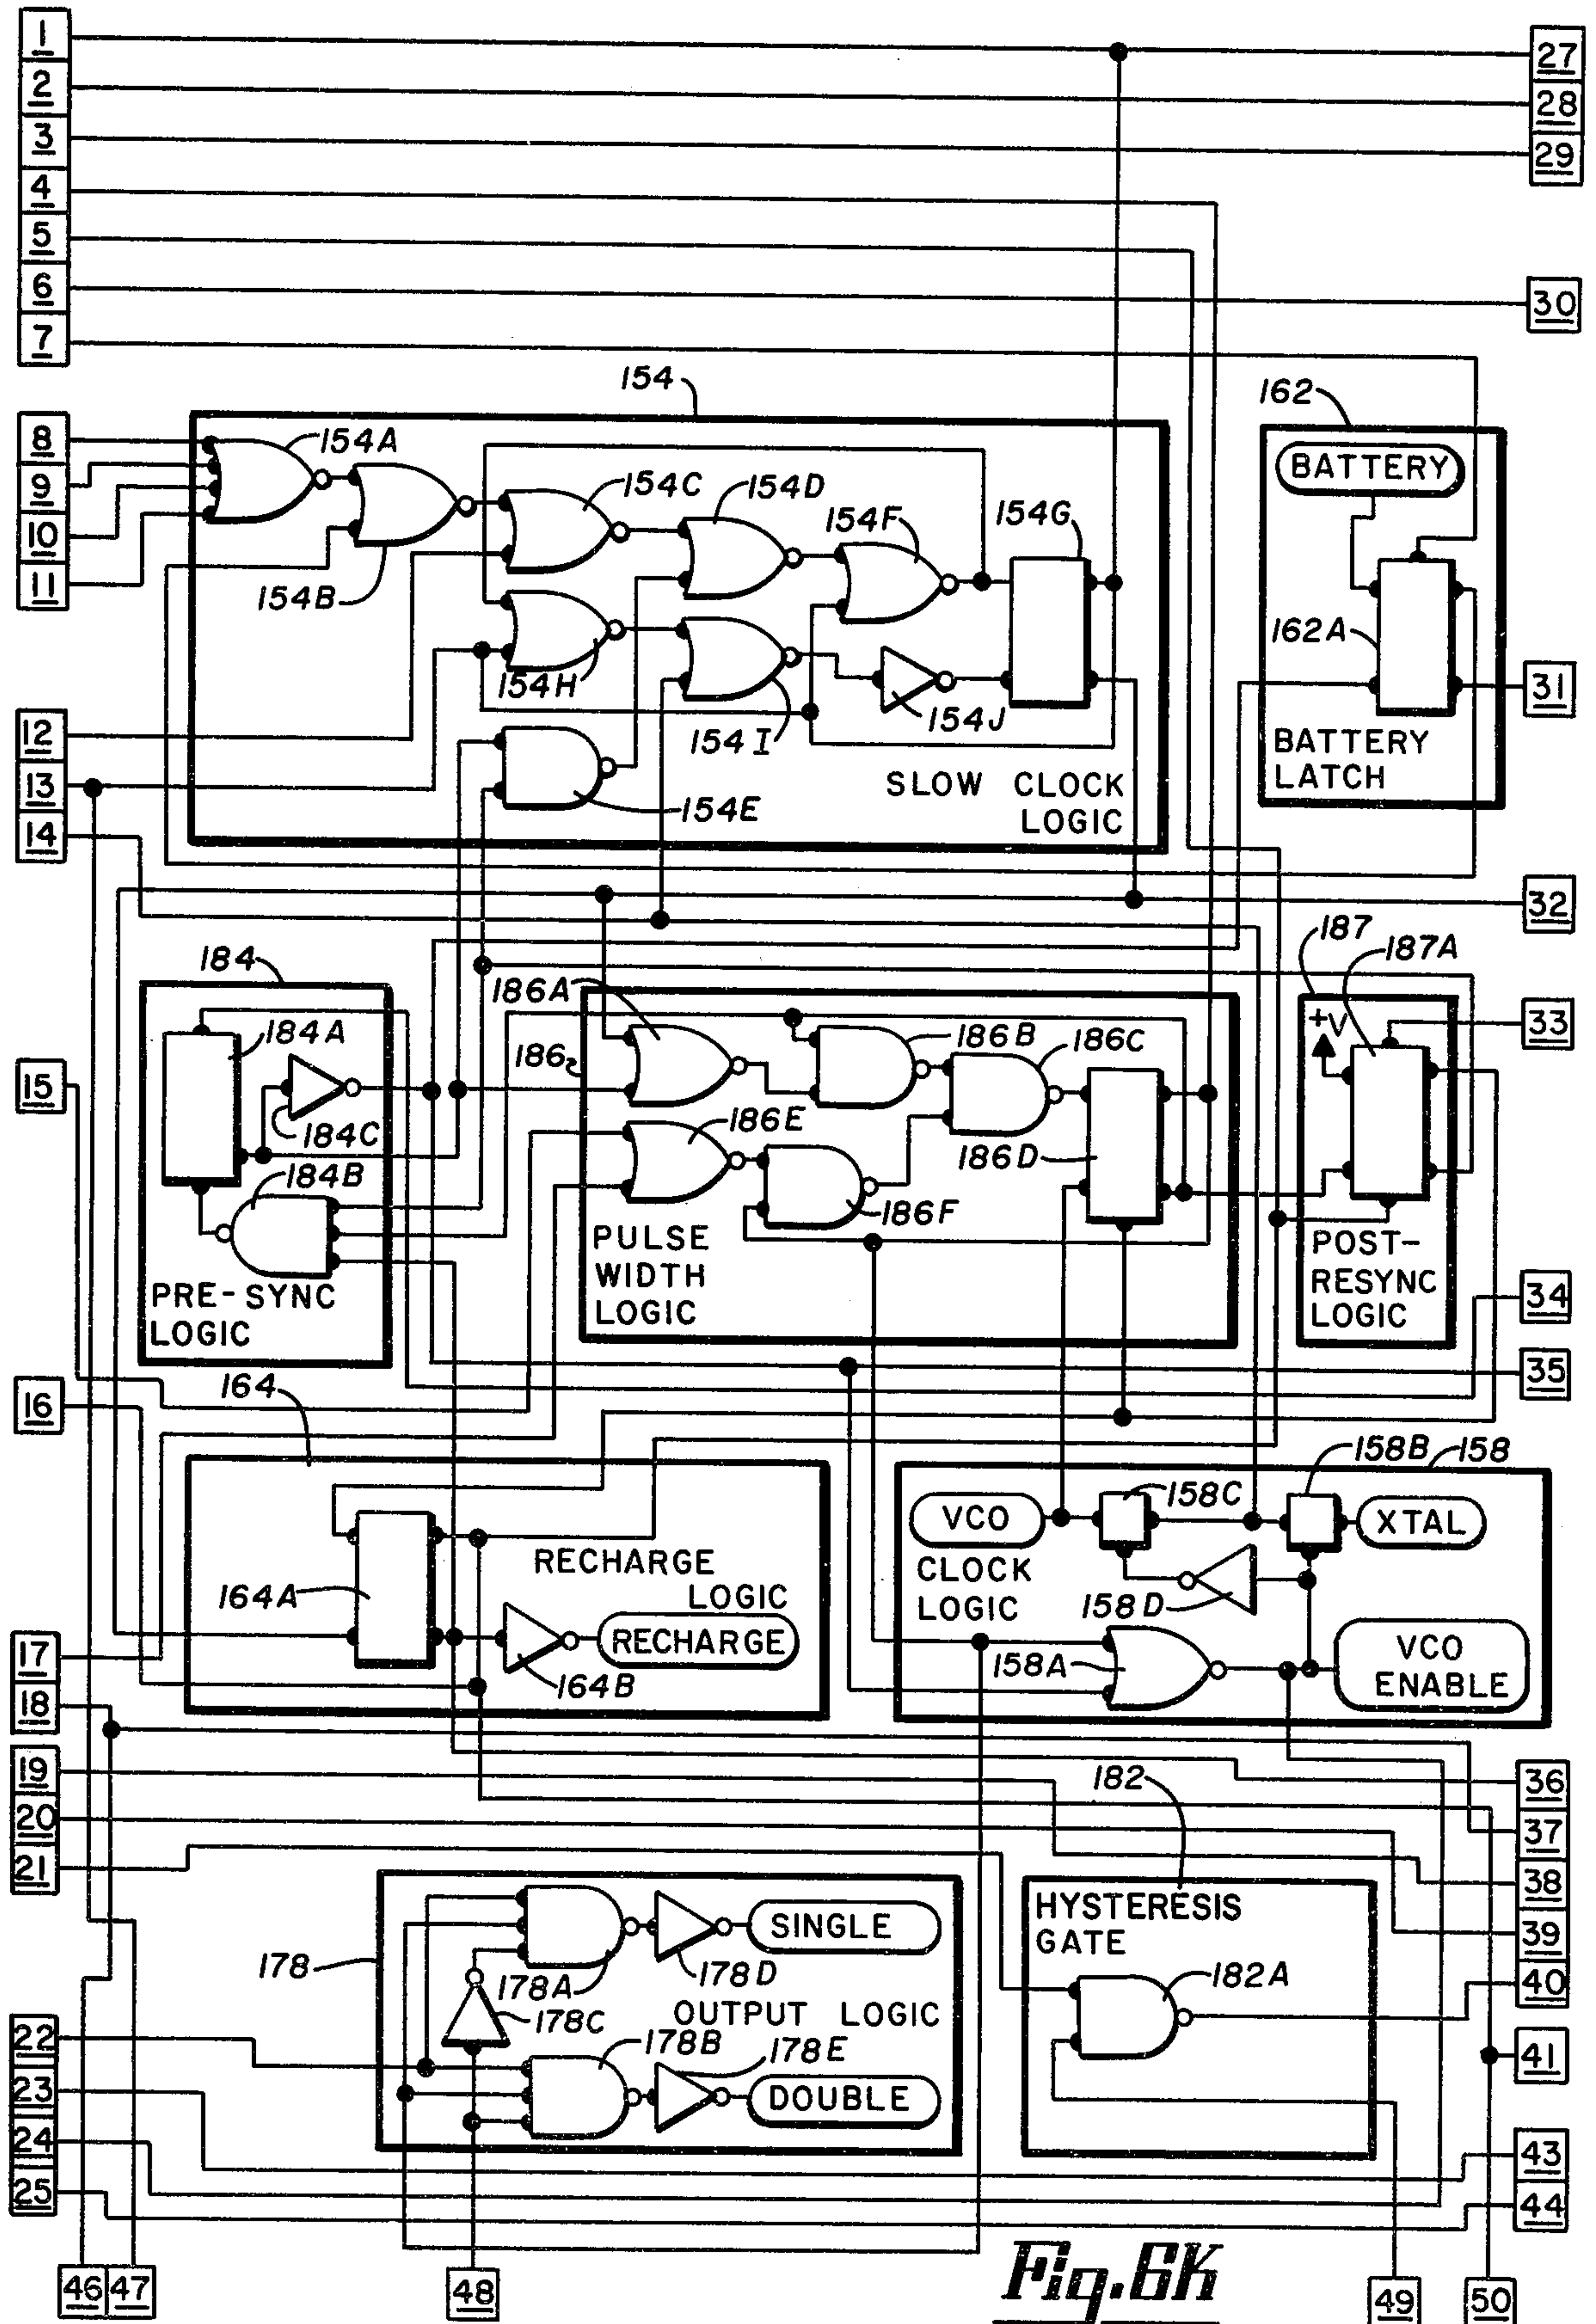 1
27
2
28
3
29
4
5
6
30
7
154
162
8
154A
BATTERY
9
154C
154D
10
154F
154G
11
154B
162A
154H
31
12
154J
154I
BATTERY
LATCH
13
SLOW CLOCK
LOGIC
154E
14
32
187
184
187A
186A
33
+V
184A
186B
186C
186
15
184C
186E
186D
184B
186F
PULSE
WIDTH
LOGIC
POST-
RESYNC
LOGIC
PRE-SYNC
LOGIC
34
35
164
16
158B
158
158C
VCO
XTAL
RECHARGE
LOGIC
CLOCK
LOGIC
164A
158D
RECHARGE
17
VCO
ENABLE
158A
164B
18
19
36
182
20
37
21
38
HYSTERESIS
GATE
SINGLE
39
178
178A
178D
182A
40
178C
OUTPUT LOGIC
22
178B
178E
41
23
DOUBLE
24
43
25
44
46
47
48
Fig. 6K
49
50